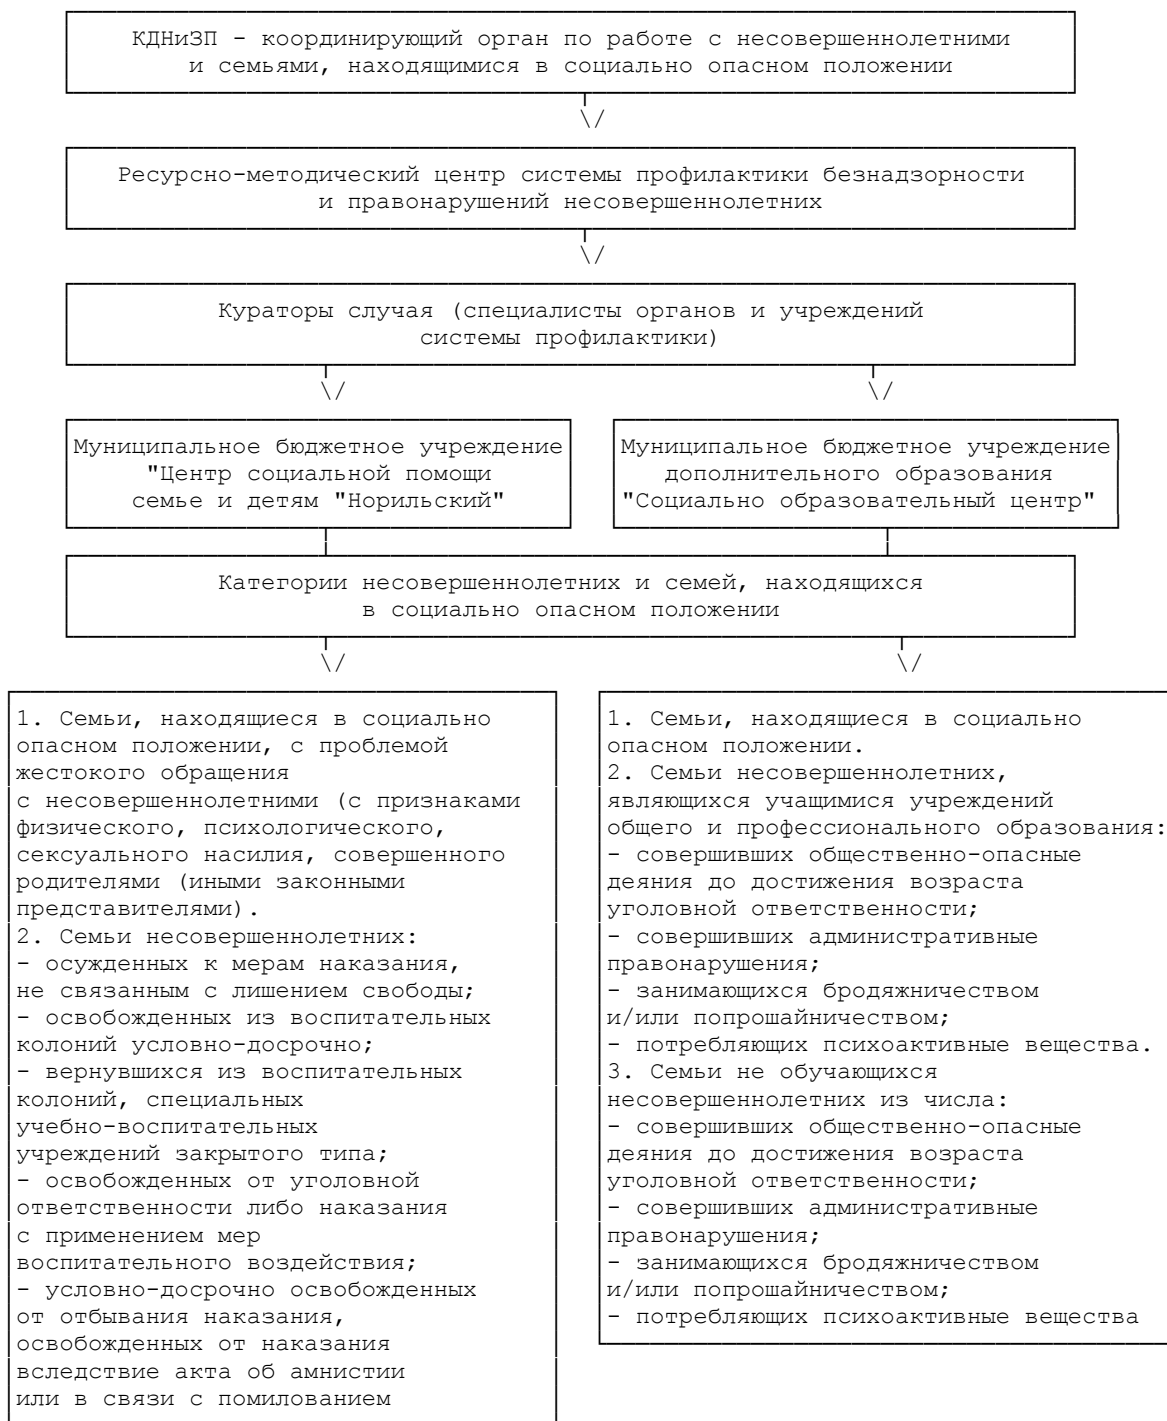 КДНиЗП - координирующий орган по работе с несовершеннолетними
и семьями, находящимися в социально опасном положении
\/
Ресурсно-методический центр системы профилактики безнадзорности
и правонарушений несовершеннолетних
\/
Кураторы случая (специалисты органов и учреждений
системы профилактики)
\/
\/
Муниципальное бюджетное учреждение
"Центр социальной помощи
семье и детям "Норильский"
Муниципальное бюджетное учреждение
дополнительного образования
"Социально образовательный центр"
Категории несовершеннолетних и семей, находящихся
в социально опасном положении
\/
\/
1. Семьи, находящиеся в социально
опасном положении, с проблемой
жестокого обращения
с несовершеннолетними (с признаками
физического, психологического,
сексуального насилия, совершенного
родителями (иными законными
представителями).
2. Семьи несовершеннолетних:
- осужденных к мерам наказания,
не связанным с лишением свободы;
- освобожденных из воспитательных
колоний условно-досрочно;
- вернувшихся из воспитательных
колоний, специальных
учебно-воспитательных
учреждений закрытого типа;
- освобожденных от уголовной
ответственности либо наказания
с применением мер
воспитательного воздействия;
- условно-досрочно освобожденных
от отбывания наказания,
освобожденных от наказания
вследствие акта об амнистии
или в связи с помилованием
1. Семьи, находящиеся в социально
опасном положении.
2. Семьи несовершеннолетних,
являющихся учащимися учреждений
общего и профессионального образования:
- совершивших общественно-опасные
деяния до достижения возраста
уголовной ответственности;
- совершивших административные
правонарушения;
- занимающихся бродяжничеством
и/или попрошайничеством;
- потребляющих психоактивные вещества.
3. Семьи не обучающихся
несовершеннолетних из числа:
- совершивших общественно-опасные
деяния до достижения возраста
уголовной ответственности;
- совершивших административные
правонарушения;
- занимающихся бродяжничеством
и/или попрошайничеством;
- потребляющих психоактивные вещества